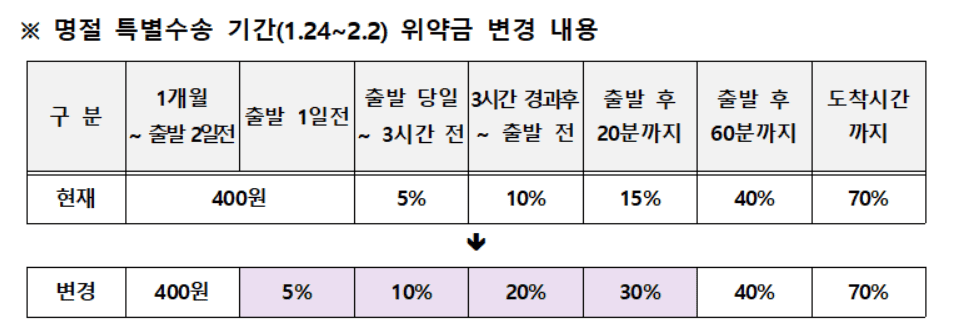 ※ 명절 특별수송 기간(1.24~2.2) 위약금 변경 내용
구 분
1개월
~ 출발 2일전
출발 1일전
출발 당일
~ 3시간 전
3시간 경과후
~ 출발 전
출발 후
20분까지
출발 후
60분까지
도착시간
까지
현재 400원 5% 10% 15% 40% 70%
🡻
변경 400원 5% 10% 20% 30% 40% 70%